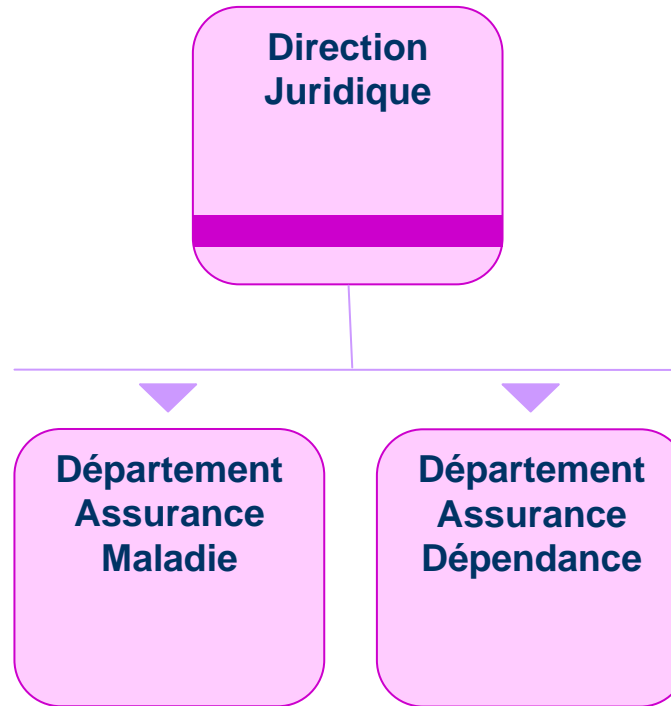 Direction
Juridique
Département
Assurance
Maladie
Département
Assurance
Dépendance